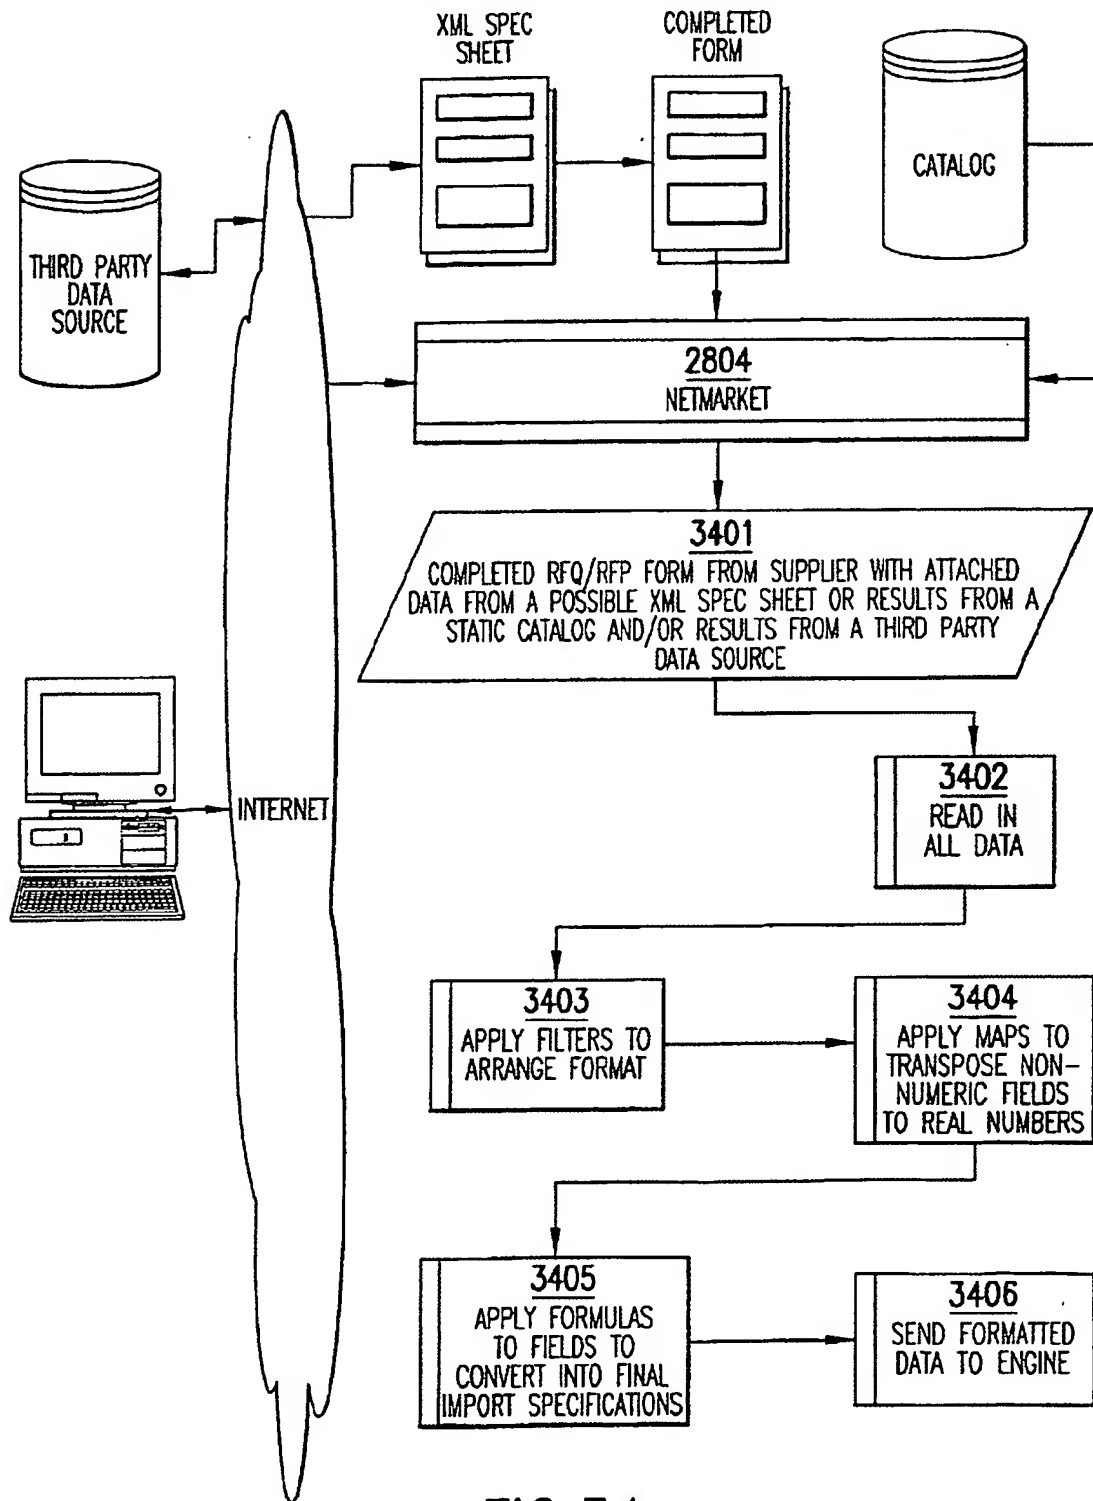 XML SPEC
SHEET
COMPLETED
FORM
CATALOG
THIRD PARTY
DATA
SOURCE
2804
NETMARKET
3401
COMPLETED RFQ/RFP FORM FROM SUPPLIER WITH ATTACHED
DATA FROM A POSSIBLE XML SPEC SHEET OR RESULTS FROM A
STATIC CATALOG AND/OR RESULTS FROM A THIRD PARTY
DATA SOURCE
INTERNET
3402
READ IN
ALL DATA
3403
APPLY FILTERS TO
ARRANGE FORMAT
3404
APPLY MAPS TO
TRANSPOSE NON-
NUMERIC FIELDS
TO REAL NUMBERS
3405
APPLY FORMULAS
TO FIELDS TO
CONVERT INTO FINAL
IMPORT SPECIFICATIONS
3406
SEND FORMATTED
DATA TO ENGINE